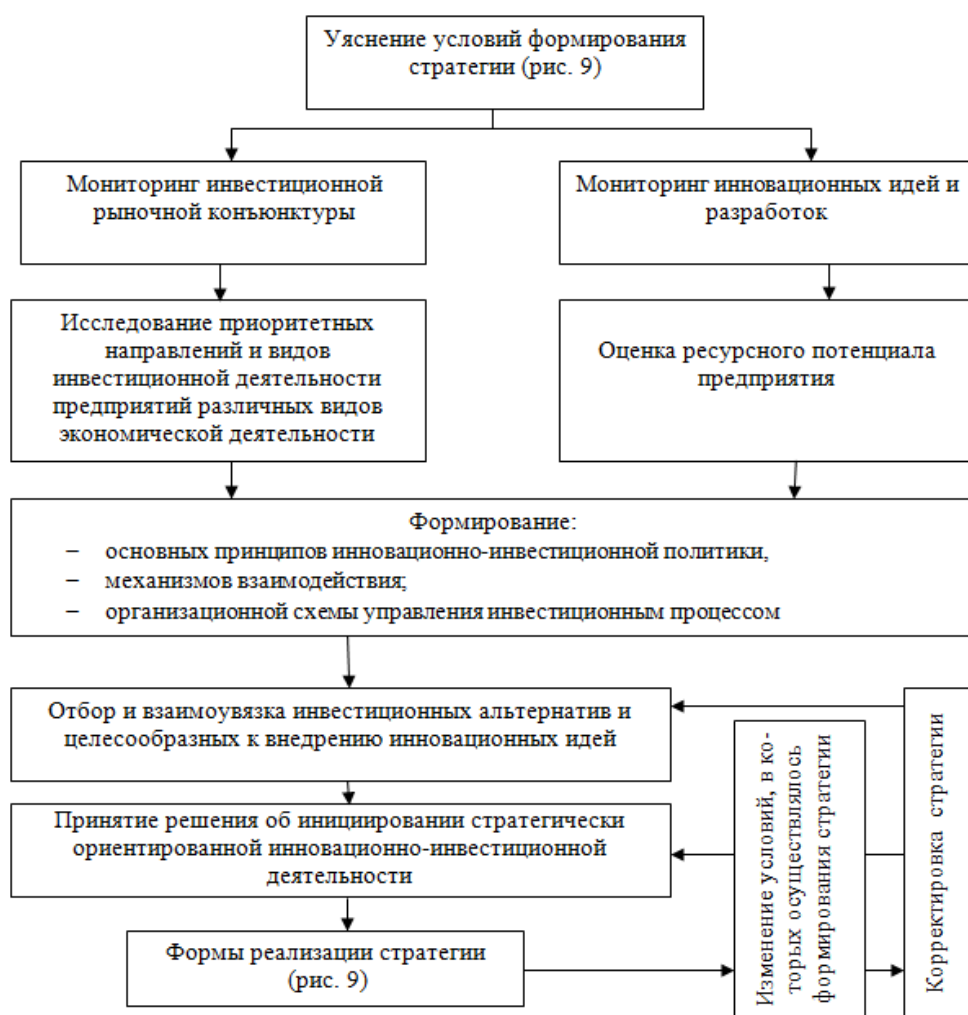 Уяснение условий формирования
стратегии (рис. 9)
Мониторинг инвестиционной
рыночной конъюнктуры
Мониторинг инновационных идей и
разработок
Исследование приоритетных
направлений и видов
инвестиционной деятельности
предприятий различных видов
экономической деятельности
Оценка ресурсного потенциала
предприятия
Формирование:
– основных принципов инновационно-инвестиционной политики,
– механизмов взаимодействия;
– организационной схемы управления инвестиционным процессом
Отбор и взаимоувязка инвестиционных альтернатив и
целесообразных к внедрению инновационных идей
Принятие решения об инициировании стратегически
ориентированной инновационно-инвестиционной
деятельности
Формы реализации стратегии
(рис. 9)
Изменение условий, в ко-
торых осуществлялось
формирования стратегии
Корректировка стратегии